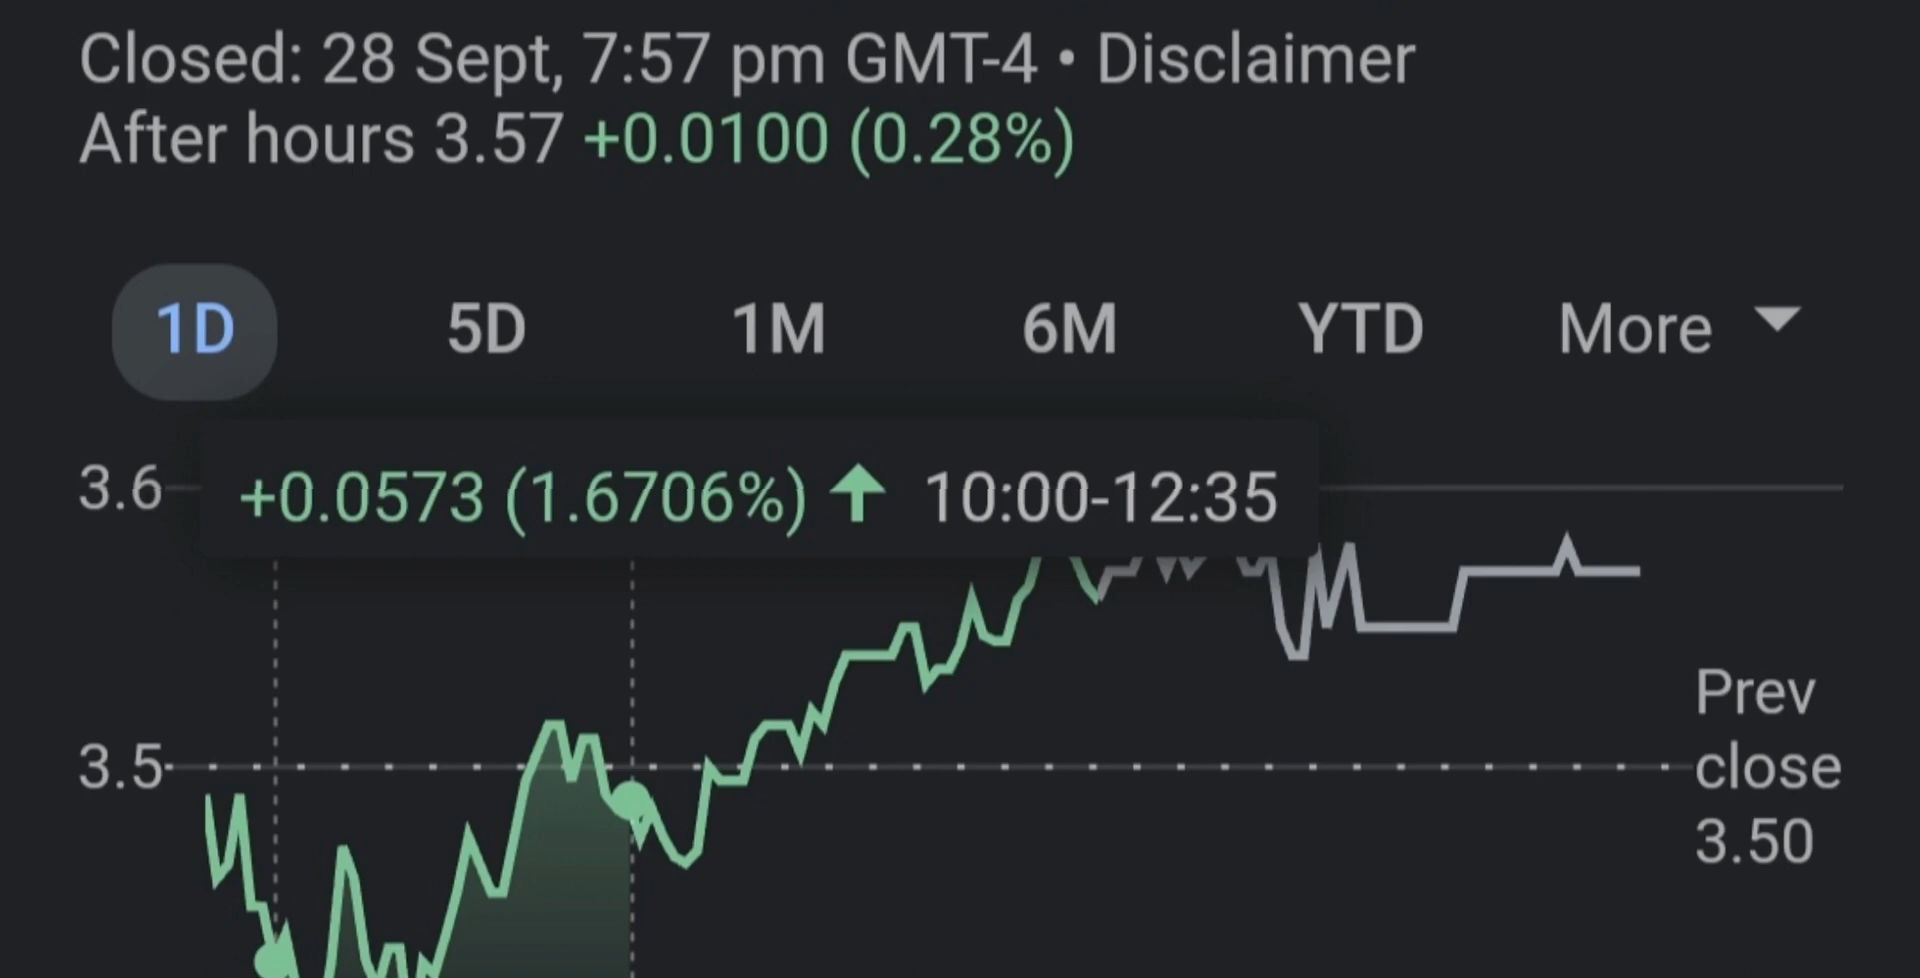 Closed: 28 Sept, 7:57 pm GMT-4 • Disclaimer
After hours 3.57 +0.0100 (0.28%)
1D 5D 1M 6M YTD More
3.6 +0.0573 (1.6706%) 10:00-12:35
3.5
Prev
close
3.50